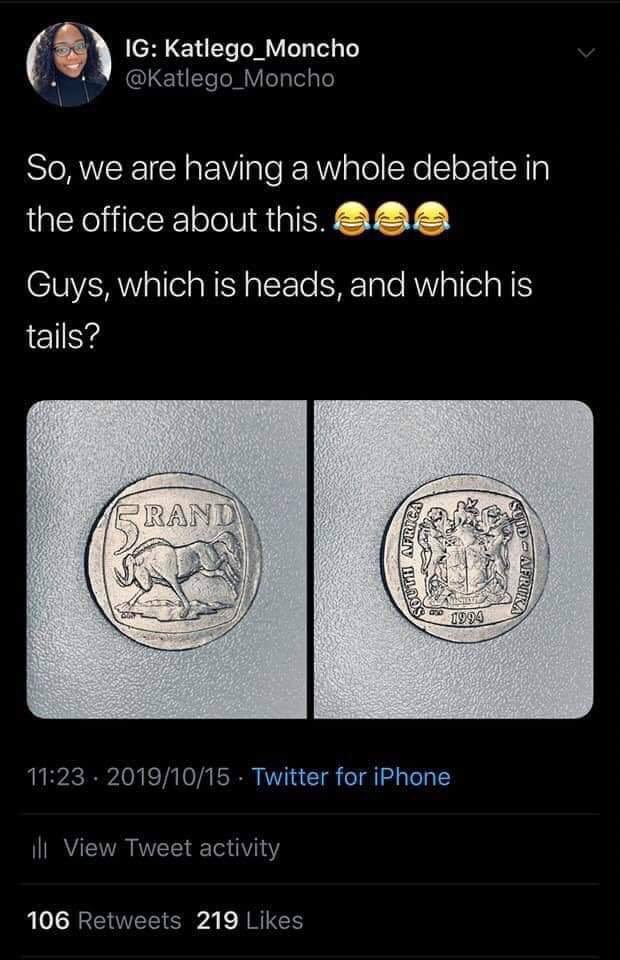 IG: Katlego_Moncho
@Katlego_Moncho
So, we are having a whole debate in
the office about this. 😂😂😂
Guys, which is heads, and which is
tails?
5 RAND
SOUTH AFRICA
SUID-AFRIKA
1994
11:23 · 2019/10/15 · Twitter for iPhone
View Tweet activity
106 Retweets 219 Likes